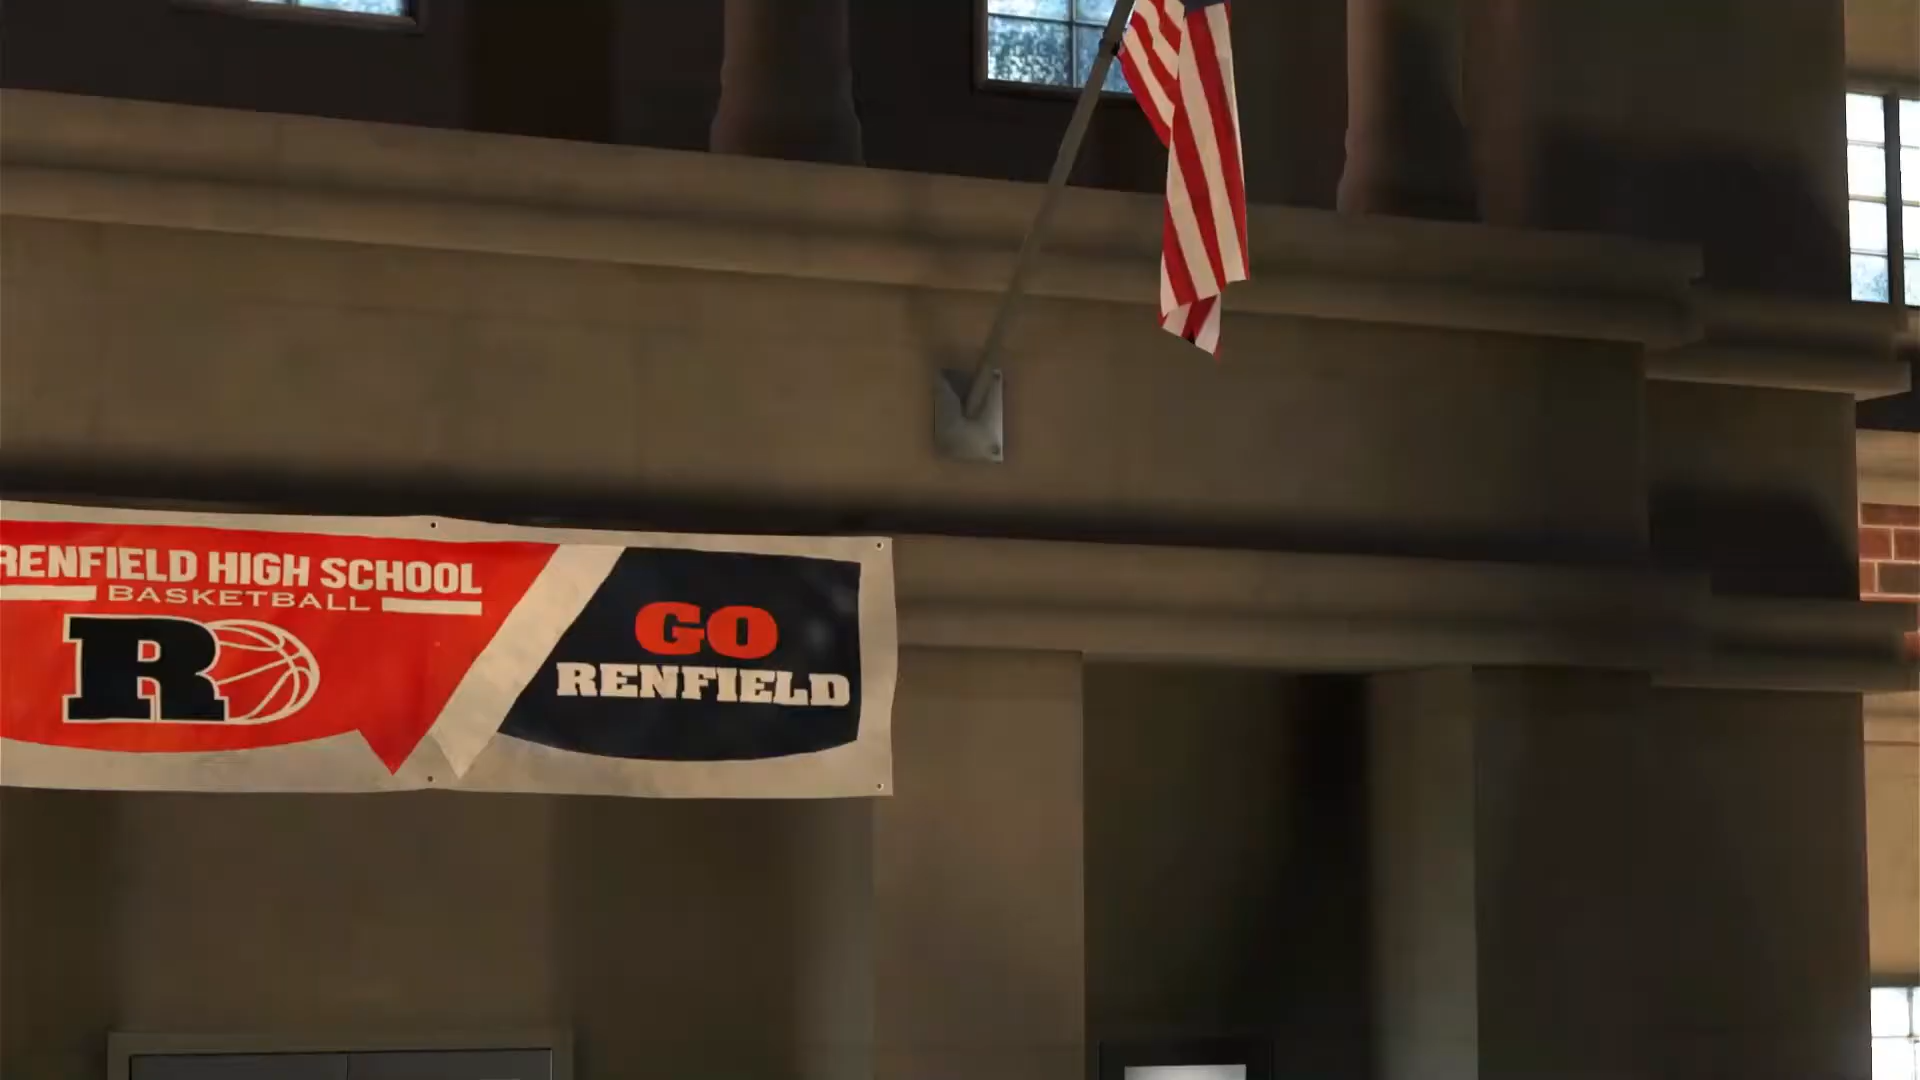 RENFIELD HIGH SCHOOL
BASKETBALL
R
GO
RENFIELD